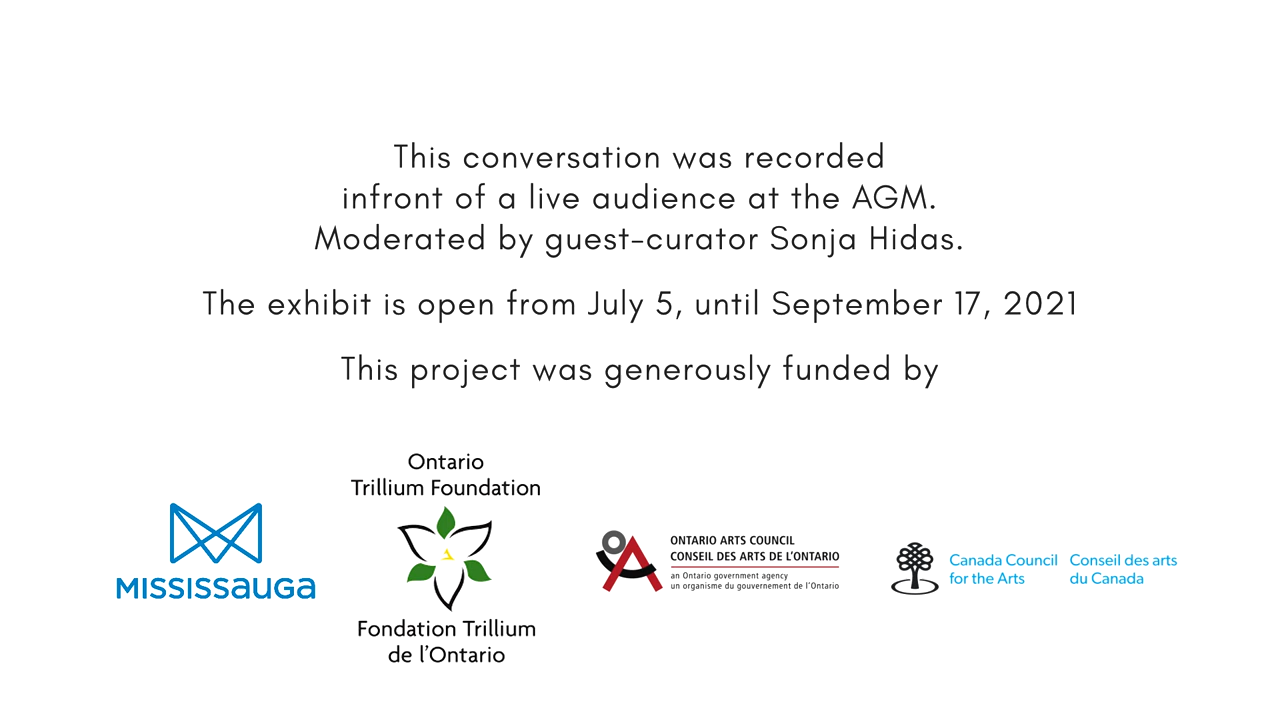 This conversation was recorded
infront of a live audience at the AGM.
Moderated by guest-curator Sonja Hidas.
The exhibit is open from July 5, until September 17, 2021
This project was generously funded by
MISSISSAUGA
Ontario
Trillium Foundation
Fondation Trillium
de l'Ontario
ONTARIO ARTS COUNCIL
CONSEIL DES ARTS DE L'ONTARIO
an Ontario government agency
un organisme du gouvernement de l'Ontario
Canada Council
for the Arts
Conseil des arts
du Canada